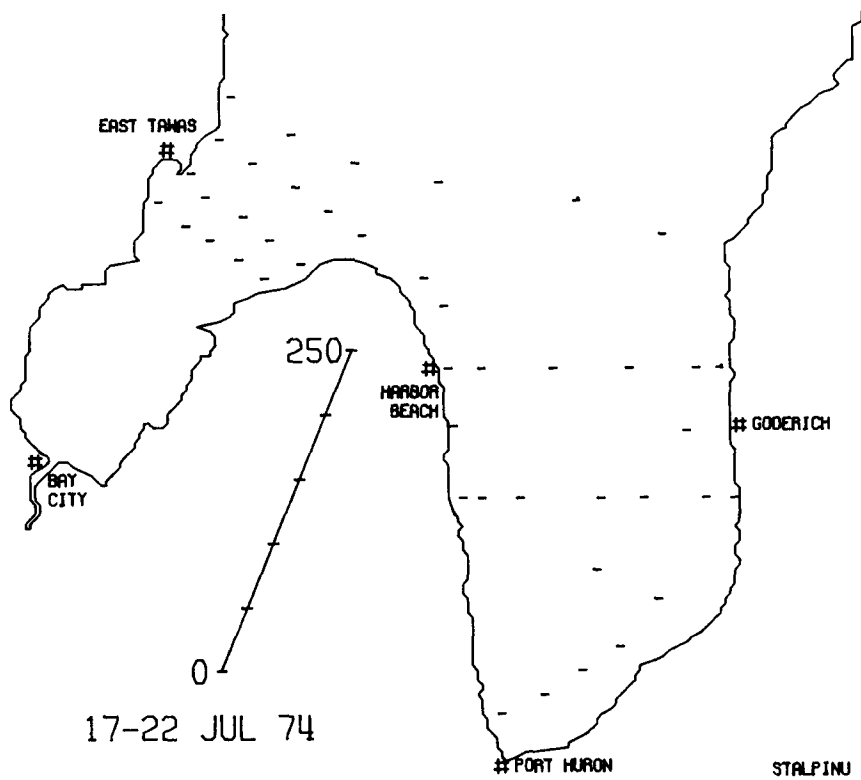 EAST TAWAS
#
250
#
HARBOR
BEACH
# GODERICH
#
BAY
CITY
0
17-22 JUL 74
# PORT HURON
STALPINU